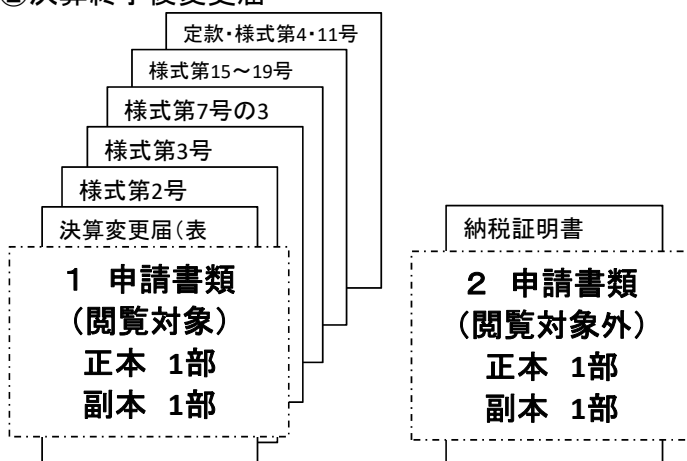 ②決算終了後変更届
定款・様式第4・11号
様式第15～19号
様式第7号の3
様式第3号
様式第2号
決算変更届(表
1 申請書類
(閲覧対象)
正本 1部
副本 1部
納税証明書
2 申請書類
(閲覧対象外)
正本 1部
副本 1部